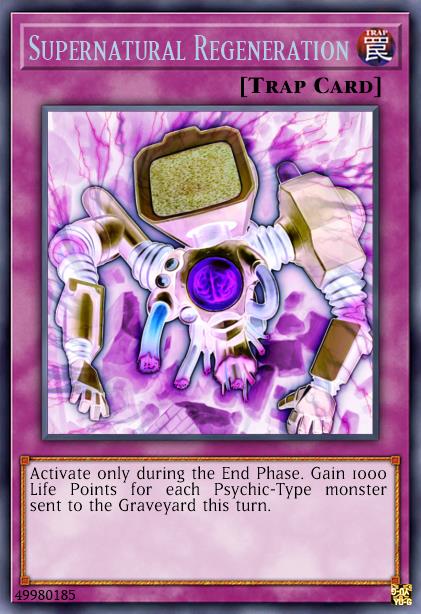 Supernatural Regeneration
TRAP
罠
[Trap Card]
Activate only during the End Phase. Gain 1000
Life Points for each Psychic-Type monster
sent to the Graveyard this turn.
49980185